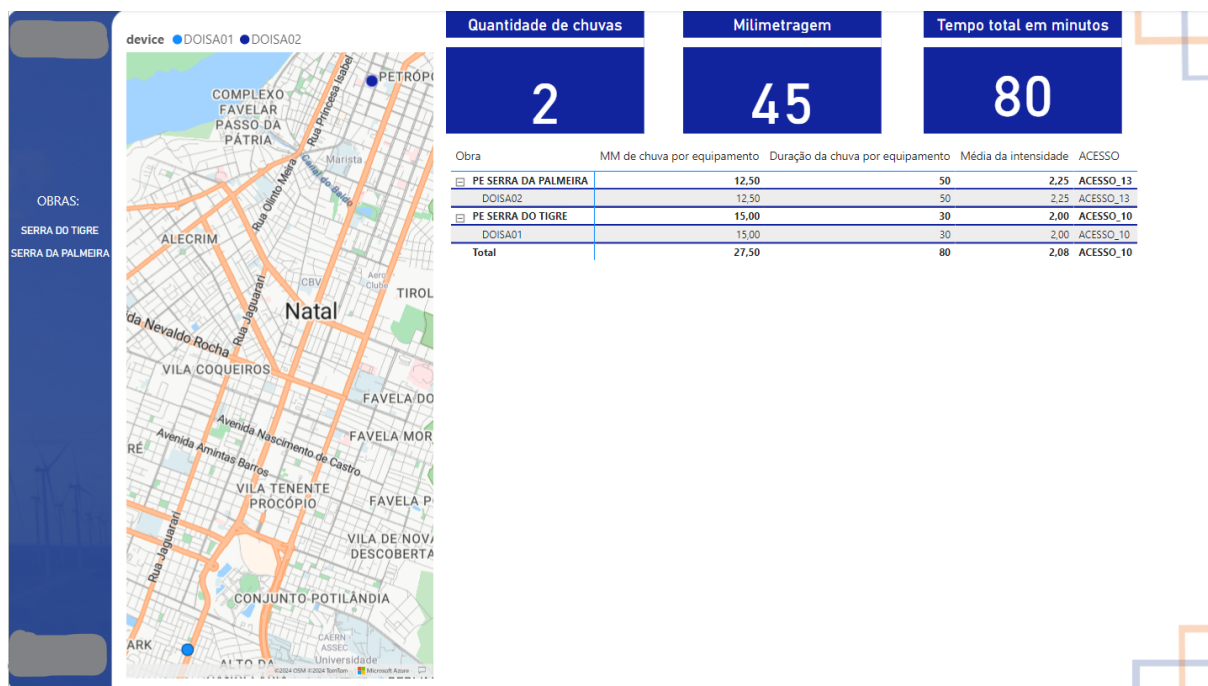 OBRAS:
SERRA DO TIGRE
SERRA DA PALMEIRA
device DOISA01 DOISA02
PETRÓP
COMPLEXO
FAVELAR
PASSO DA
PÁTRIA
Rua Princesa Isabel
Marista
Canal do Baldo
Rua Olinto Meira
ALECRIM
CBV
Aero
Clube
TIROL
Rua Jaguarari
Natal
da Nevaldo Rocha
VILA COQUEIROS
FAVELA DO
Avenida Nascimento de Castro
FAVELA MOR
RÉ
Avenida Amintas Barros
VILA TENENTE
PROCÓPIO
FAVELA P
Rua Jaguarari
VILA DE NOV
DESCOBERTA
CONJUNTO POTILÂNDIA
CAERN
ASSEC
ARK
ALTO DA
Universidade
©2024 OSM ©2024 TomTom Microsoft Azure
Quantidade de chuvas
2
Milimetragem
45
Tempo total em minutos
80
Obra MM de chuva por equipamento Duração da chuva por equipamento Média da intensidade ACESSO
PE SERRA DA PALMEIRA 12,50 50 2,25 ACESSO_13
DOISA02 12,50 50 2,25 ACESSO_13
PE SERRA DO TIGRE 15,00 30 2,00 ACESSO_10
DOISA01 15,00 30 2,00 ACESSO_10
Total 27,50 80 2,08 ACESSO_10